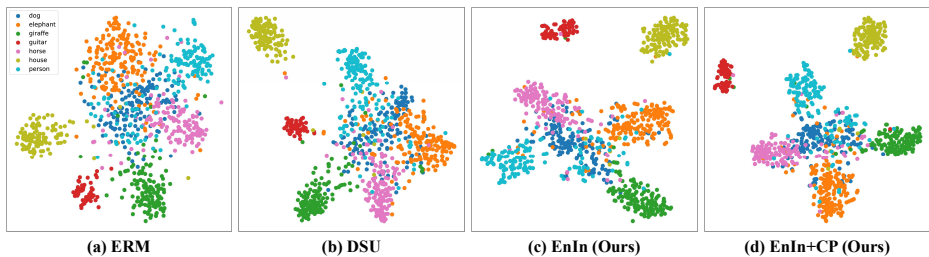 dog
elephant
giraffe
guitar
horse
house
person
(a) ERM
(b) DSU
(c) EnIn (Ours)
(d) EnIn+CP (Ours)